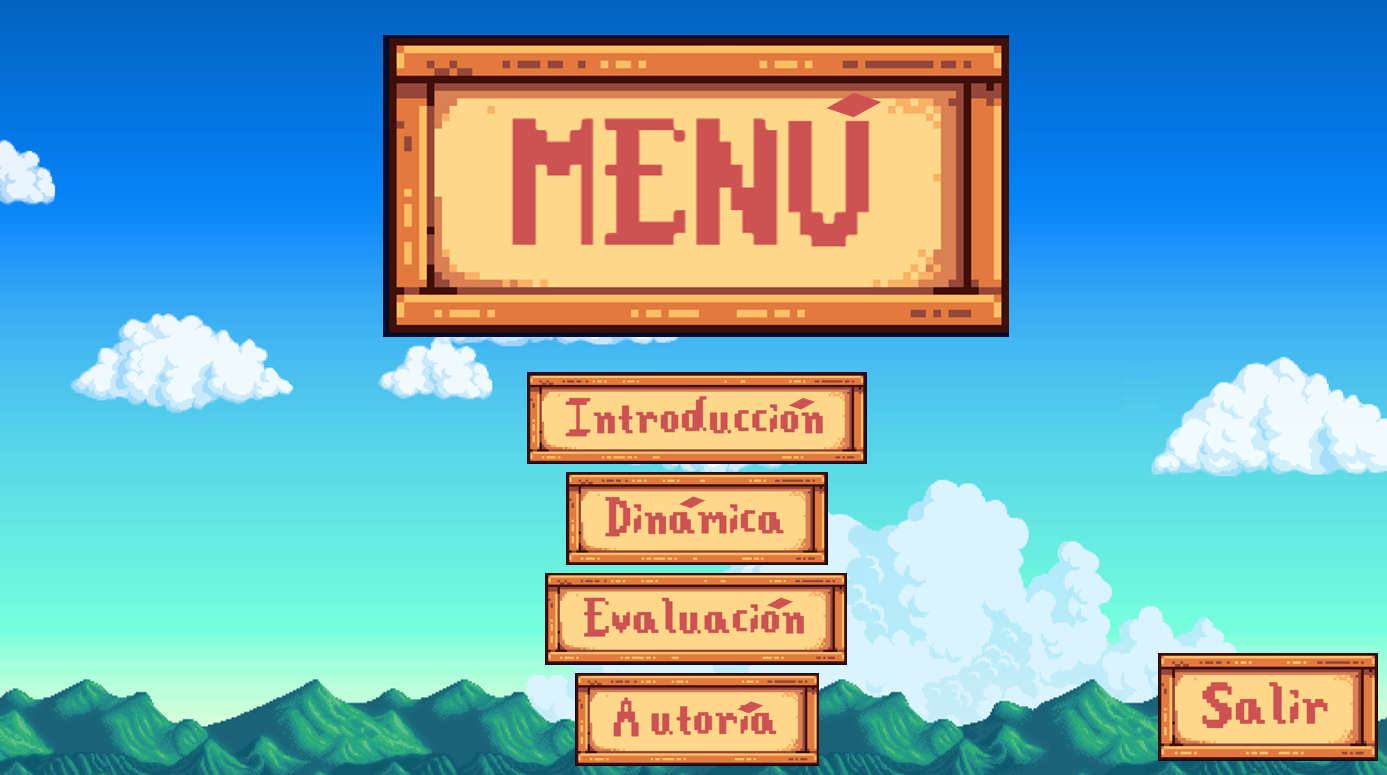 MENÚ
Introducción
Dinámica
Evaluación
Autoría
Salir